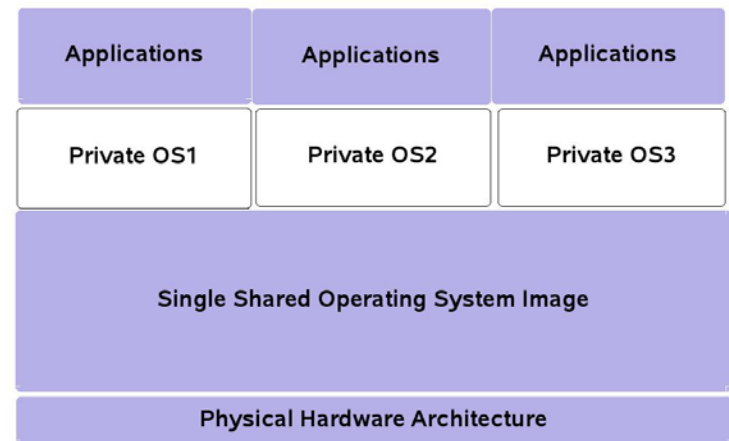 Applications
Applications
Applications
Private OS1
Private OS2
Private OS3
Single Shared Operating System Image
Physical Hardware Architecture